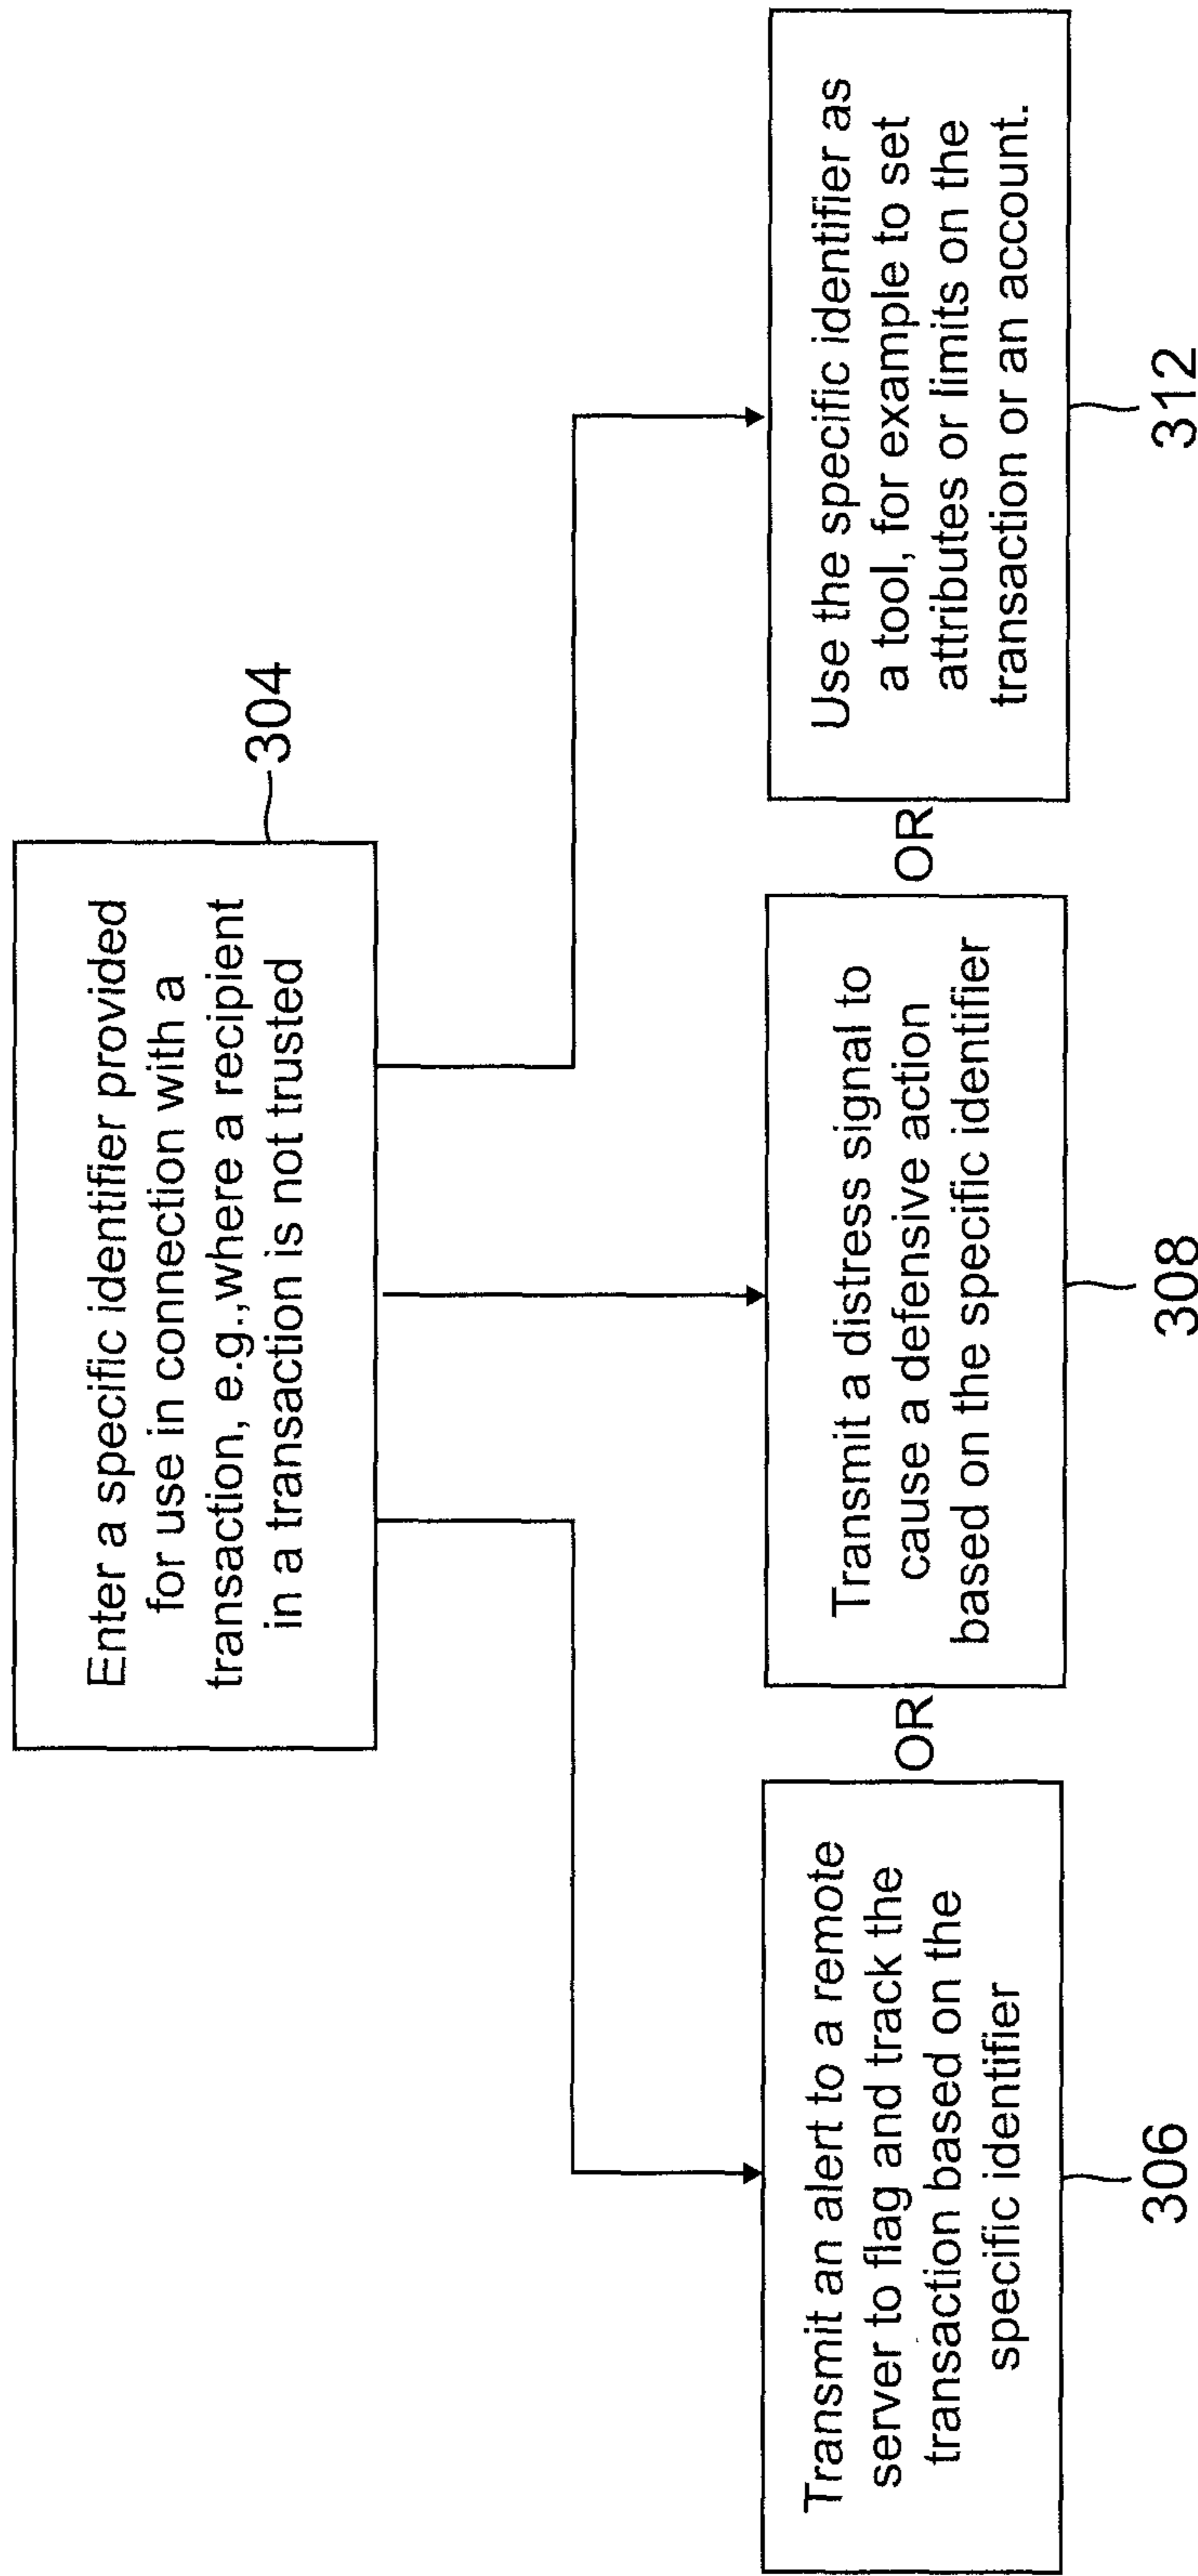 Enter a specific identifier provided
for use in connection with a
transaction, e.g.,where a recipient
in a transaction is not trusted
304
Transmit an alert to a remote
server to flag and track the
transaction based on the
specific identifier
306
OR
Transmit a distress signal to
cause a defensive action
based on the specific identifier
308
OR
Use the specific identifier as
a tool, for example to set
attributes or limits on the
transaction or an account.
312